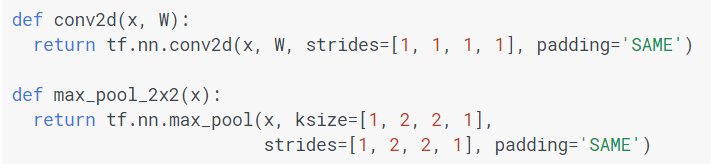 def conv2d(x, W):
  return tf.nn.conv2d(x, W, strides=[1, 1, 1, 1], padding='SAME')
def max_pool_2x2(x):
  return tf.nn.max_pool(x, ksize=[1, 2, 2, 1],
                        strides=[1, 2, 2, 1], padding='SAME')